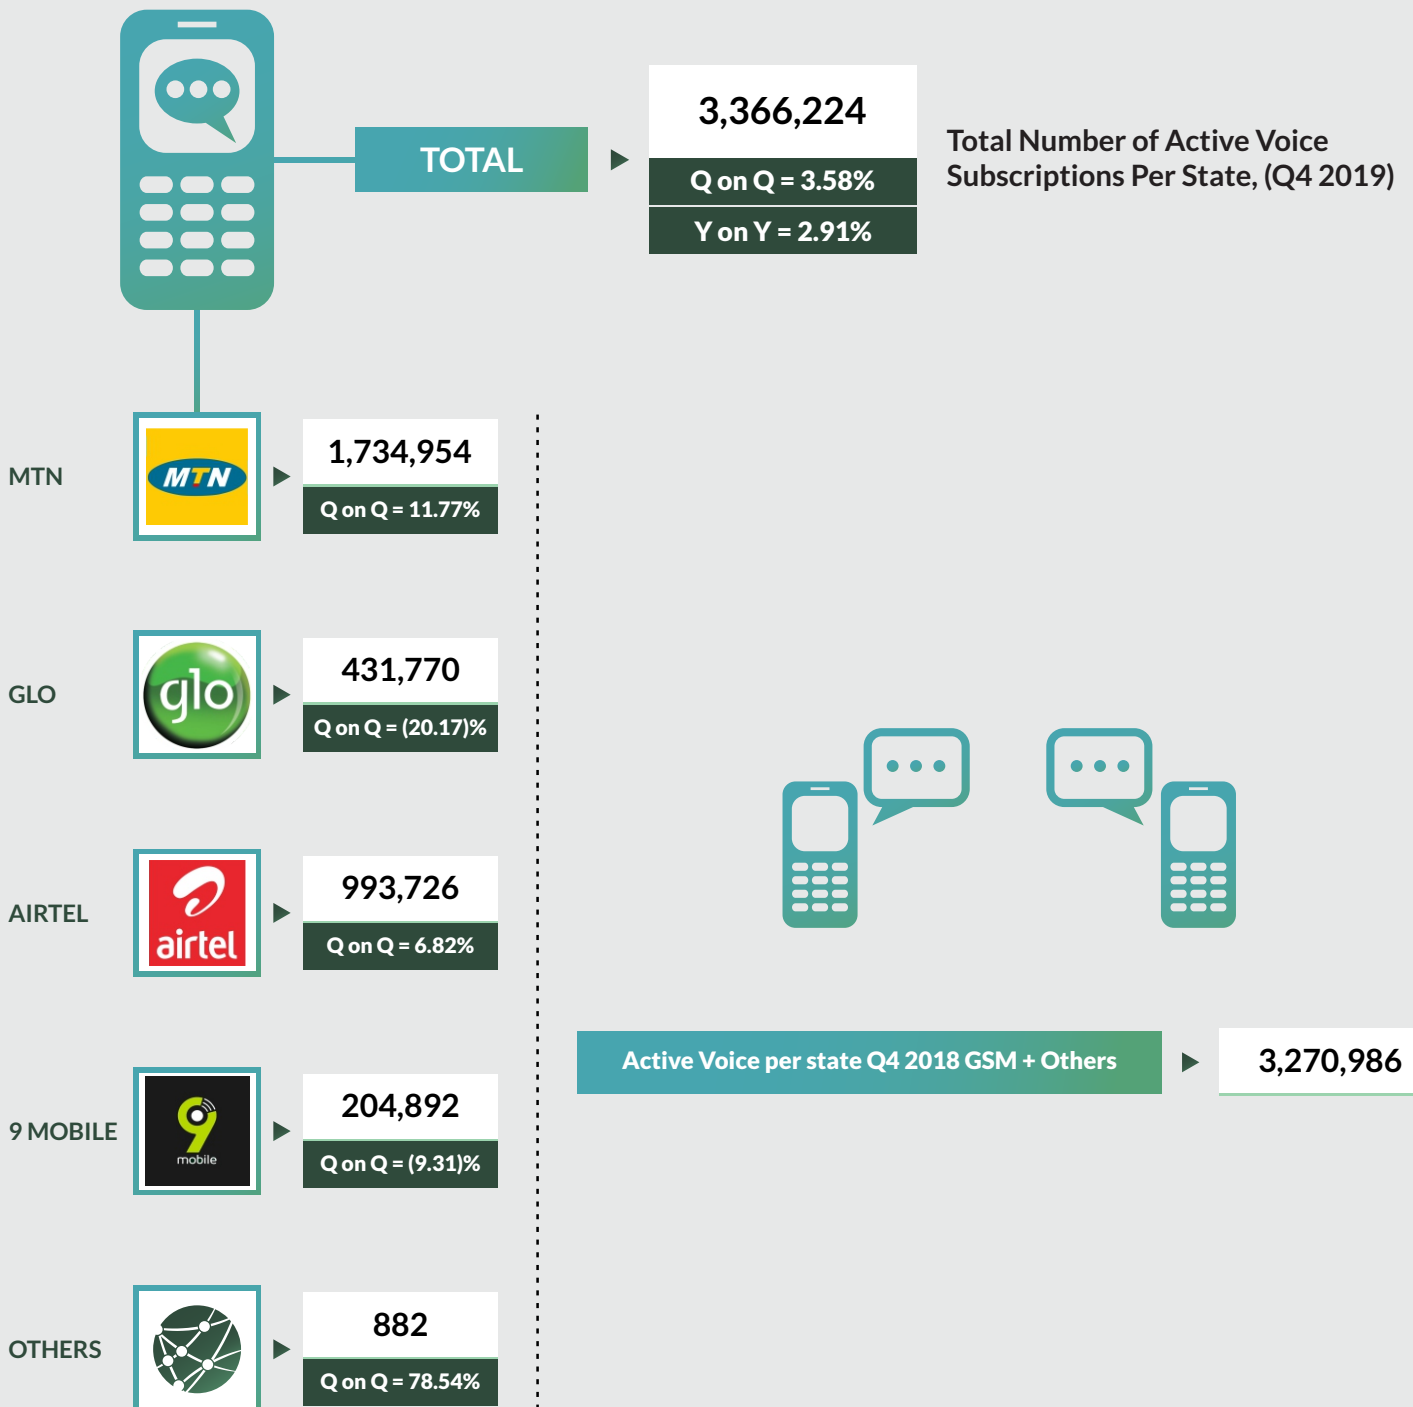 TOTAL
3,366,224
Q on Q = 3.58%
Y on Y = 2.91%
Total Number of Active Voice
Subscriptions Per State, (Q4 2019)
MTN
MTN
1,734,954
Q on Q = 11.77%
GLO
glo
431,770
Q on Q = (20.17)%
AIRTEL
airtel
993,726
Q on Q = 6.82%
Active Voice per state Q4 2018 GSM + Others
3,270,986
9 MOBILE
9
mobile
204,892
Q on Q = (9.31)%
OTHERS
882
Q on Q = 78.54%